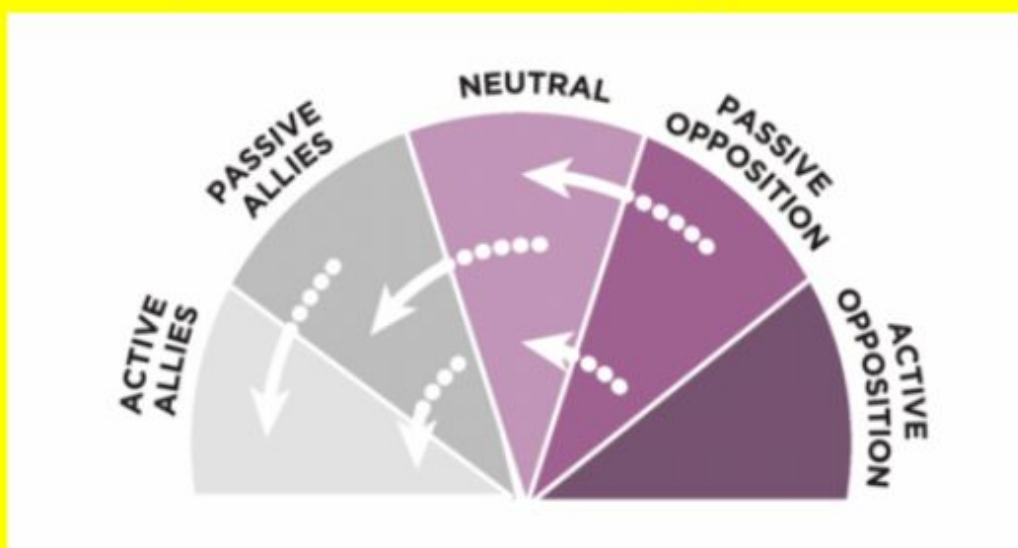 NEUTRAL
PASSIVE
ALLIES
PASSIVE
OPPOSITION
ACTIVE
ALLIES
ACTIVE
OPPOSITION